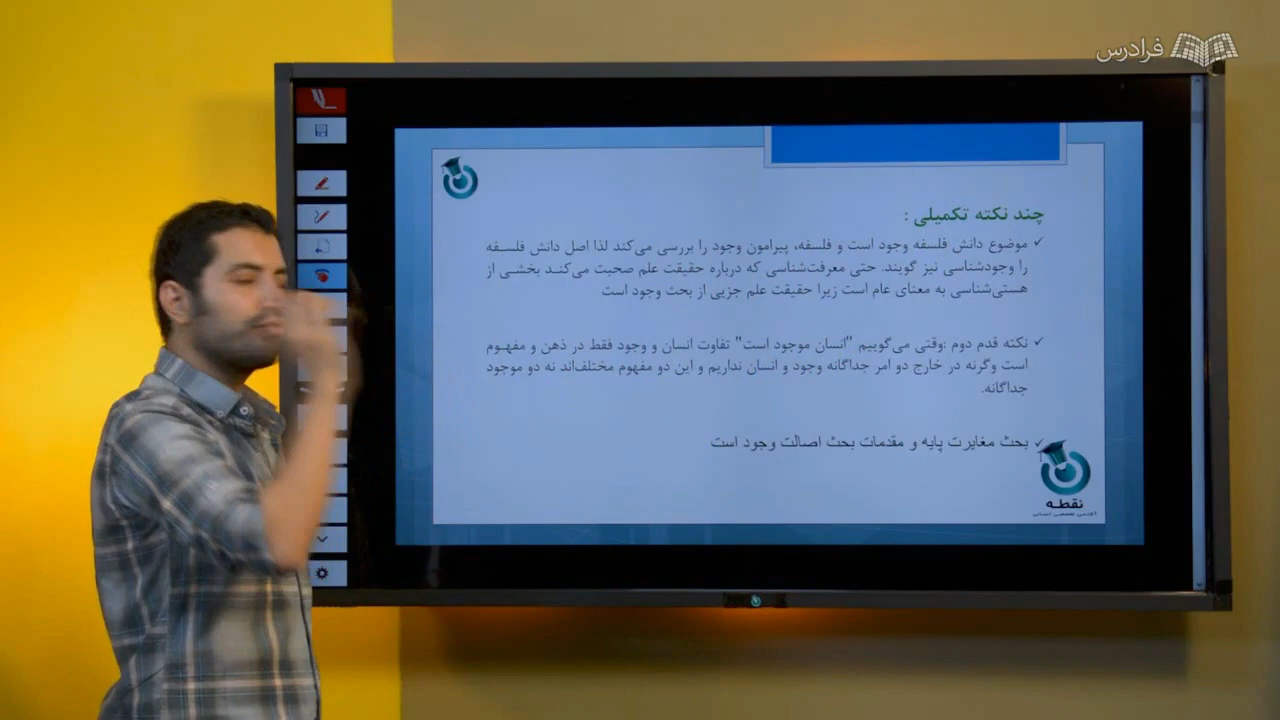 فرادرس
چند نکته تکمیلی :
✓ موضوع دانش فلسفه وجود است و فلسفه، پیرامون وجود را بررسی می‌کند لذا اصل دانش فلسفه
را وجودشناسی نیز گویند. حتی معرفت‌شناسی که درباره حقیقت علم صحبت می‌کند بخشی از
هستی‌شناسی به معنای عام است زیرا حقیقت علم جزیی از بحث وجود است
✓ نکته قدم دوم :وقتی می‌گوییم "انسان موجود است" تفاوت انسان و وجود فقط در ذهن و مفهوم
است وگرنه در خارج دو امر جداگانه وجود و انسان نداریم و این دو مفهوم مختلف‌اند نه دو موجود
جداگانه.
✓ بحث مغایرت پایه و مقدمات بحث اصالت وجود است
نقطه